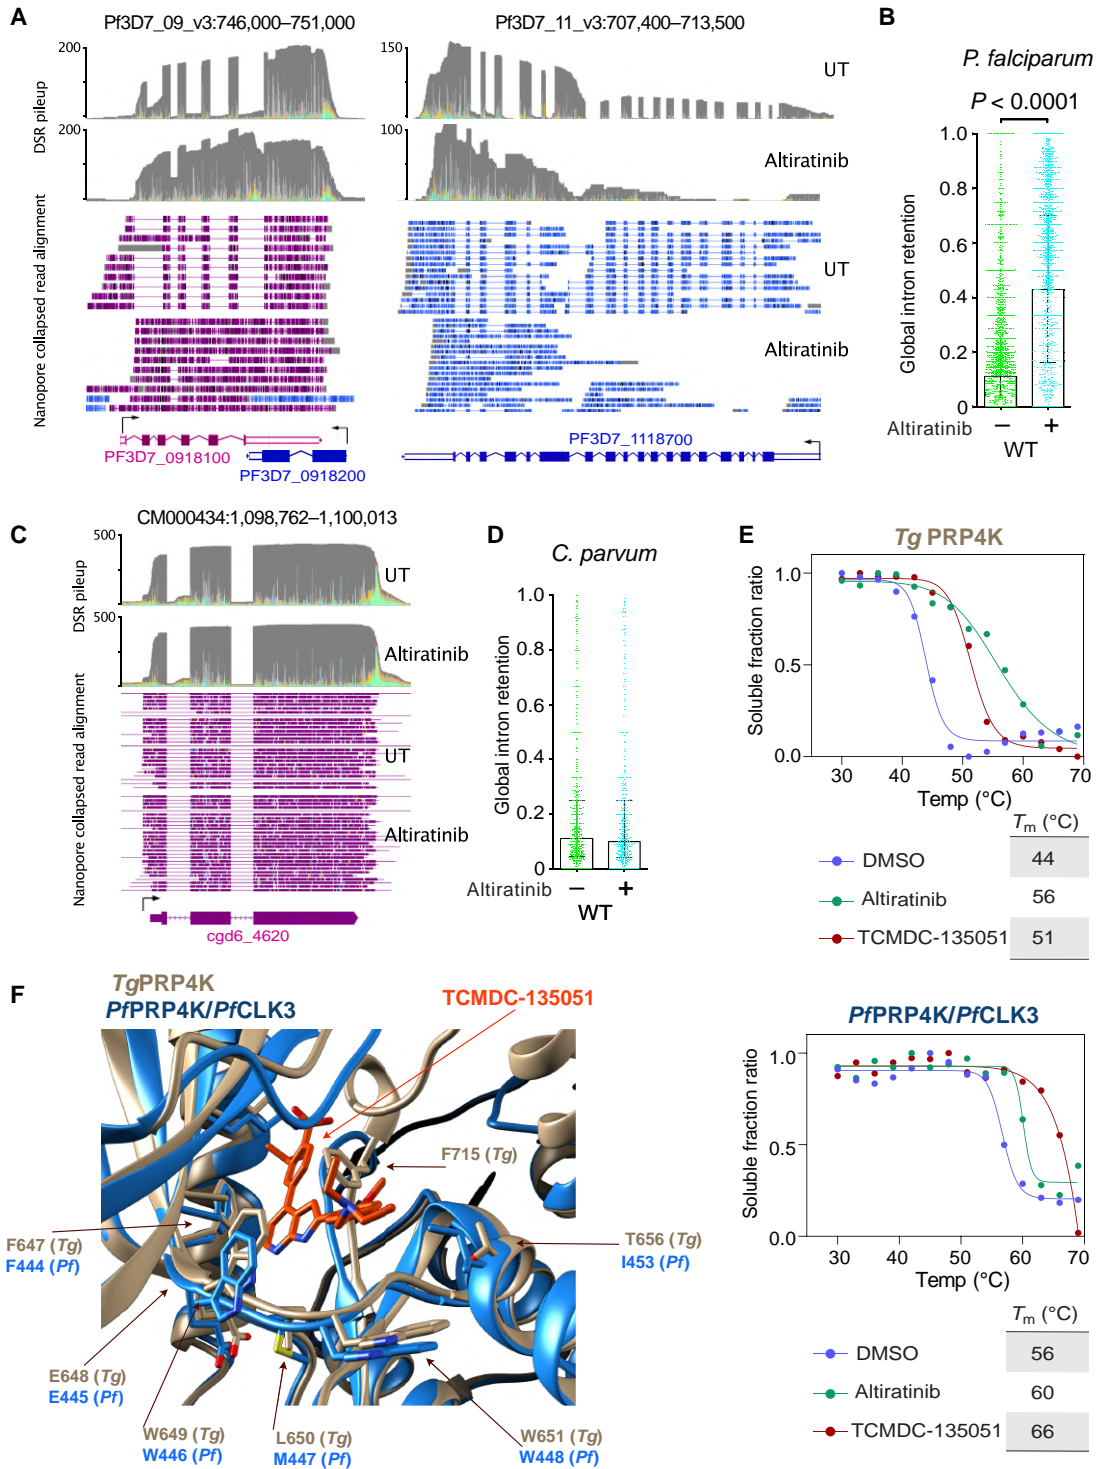 A
Pf3D7_09_v3:746,000–751,000
Pf3D7_11_v3:707,400–713,500
DSR pileup
200
200
150
100
UT
Altiratinib
Nanopore collapsed read alignment
UT
Altiratinib
PF3D7_0918100
PF3D7_0918200
PF3D7_1118700
B
P. falciparum
P < 0.0001
Global intron retention
1.0
0.8
0.6
0.4
0.2
0
Altiratinib − +
WT
C
CM000434:1,098,762–1,100,013
DSR pileup
500
500
UT
Altiratinib
Nanopore collapsed read alignment
UT
Altiratinib
cgd6_4620
D
C. parvum
Global intron retention
1.0
0.8
0.6
0.4
0.2
0
Altiratinib − +
WT
E
Tg PRP4K
Soluble fraction ratio
1.0
0.5
0.0
30 40 50 60 70
Temp (°C)
Tm (°C)
DMSO 44
Altiratinib 56
TCMDC-135051 51
PfPRP4K/PfCLK3
Soluble fraction ratio
1.0
0.5
0.0
30 40 50 60 70
Temp (°C)
Tm (°C)
DMSO 56
Altiratinib 60
TCMDC-135051 66
F
TgPRP4K
PfPRP4K/PfCLK3
TCMDC-135051
F715 (Tg)
F647 (Tg)
F444 (Pf)
T656 (Tg)
I453 (Pf)
E648 (Tg)
E445 (Pf)
W649 (Tg)
W446 (Pf)
L650 (Tg)
M447 (Pf)
W651 (Tg)
W448 (Pf)